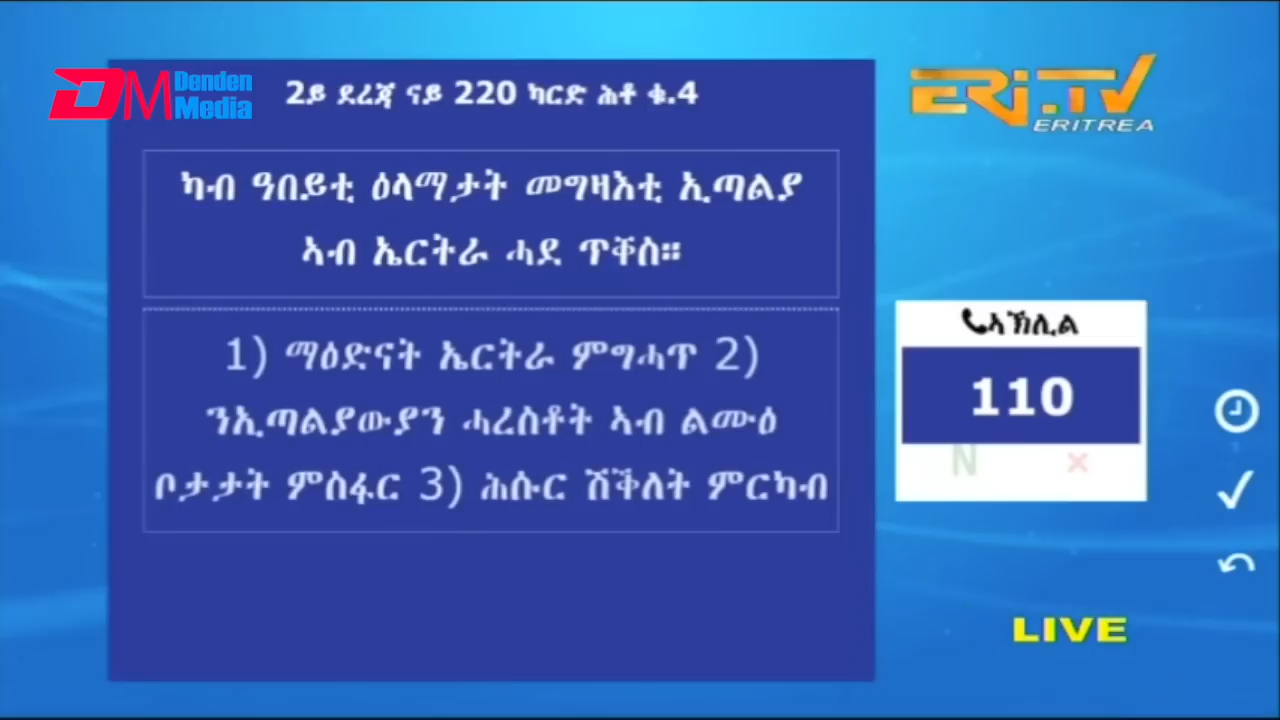 DM Denden Media
2ይ ደረጃ ናይ 220 ካርድ ሕቶ ቁ.4
ERi.TV
ERITREA
ካብ ዓበይቲ ዕላማታት መግዛእቲ ኢጣልያ
ኣብ ኤርትራ ሓደ ጥቐስ።
1) ማዕድናት ኤርትራ ምግሓጥ 2)
ንኢጣልያውያን ሓረስቶት ኣብ ልሙዕ
ቦታታት ምስፋር 3) ሕሱር ሽቕለት ምርካብ
ኣኽሊል
110
N ×
LIVE